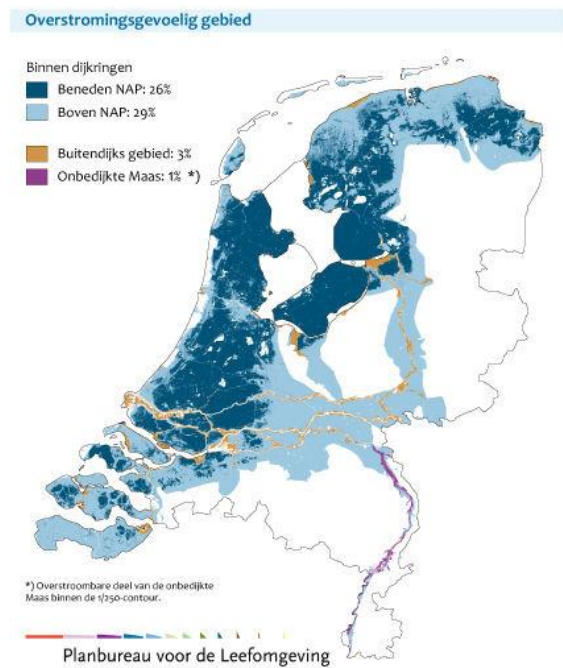 Overstromingsgevoelig gebied
Binnen dijkringen
Beneden NAP: 26%
Boven NAP: 29%
Buitendijks gebied: 3%
Onbedijkte Maas: 1% *)
*) Overstroombare deel van de onbedijkte
Maas binnen de 1/250-contour.
Planbureau voor de Leefomgeving